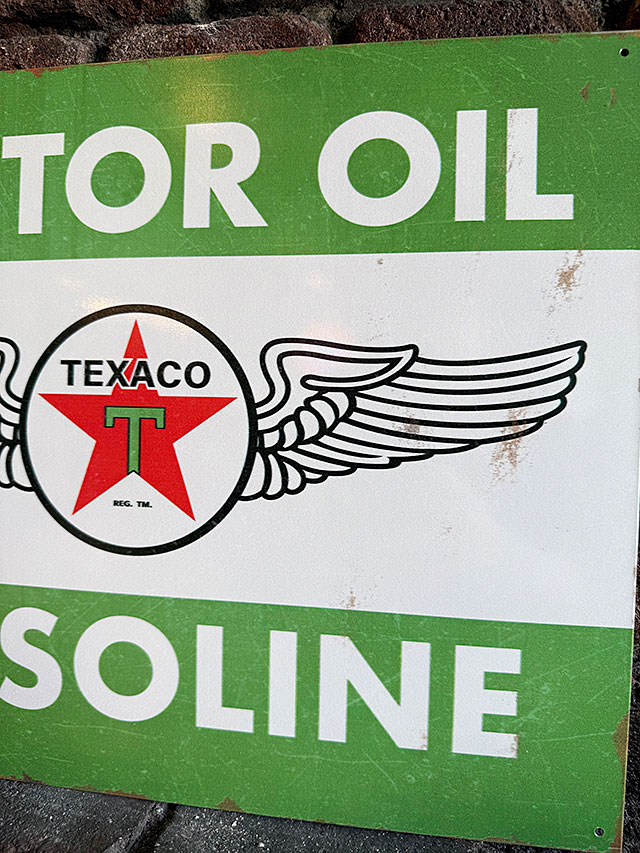 TOR OIL
TEXACO
T
REG. TM.
SOLINE